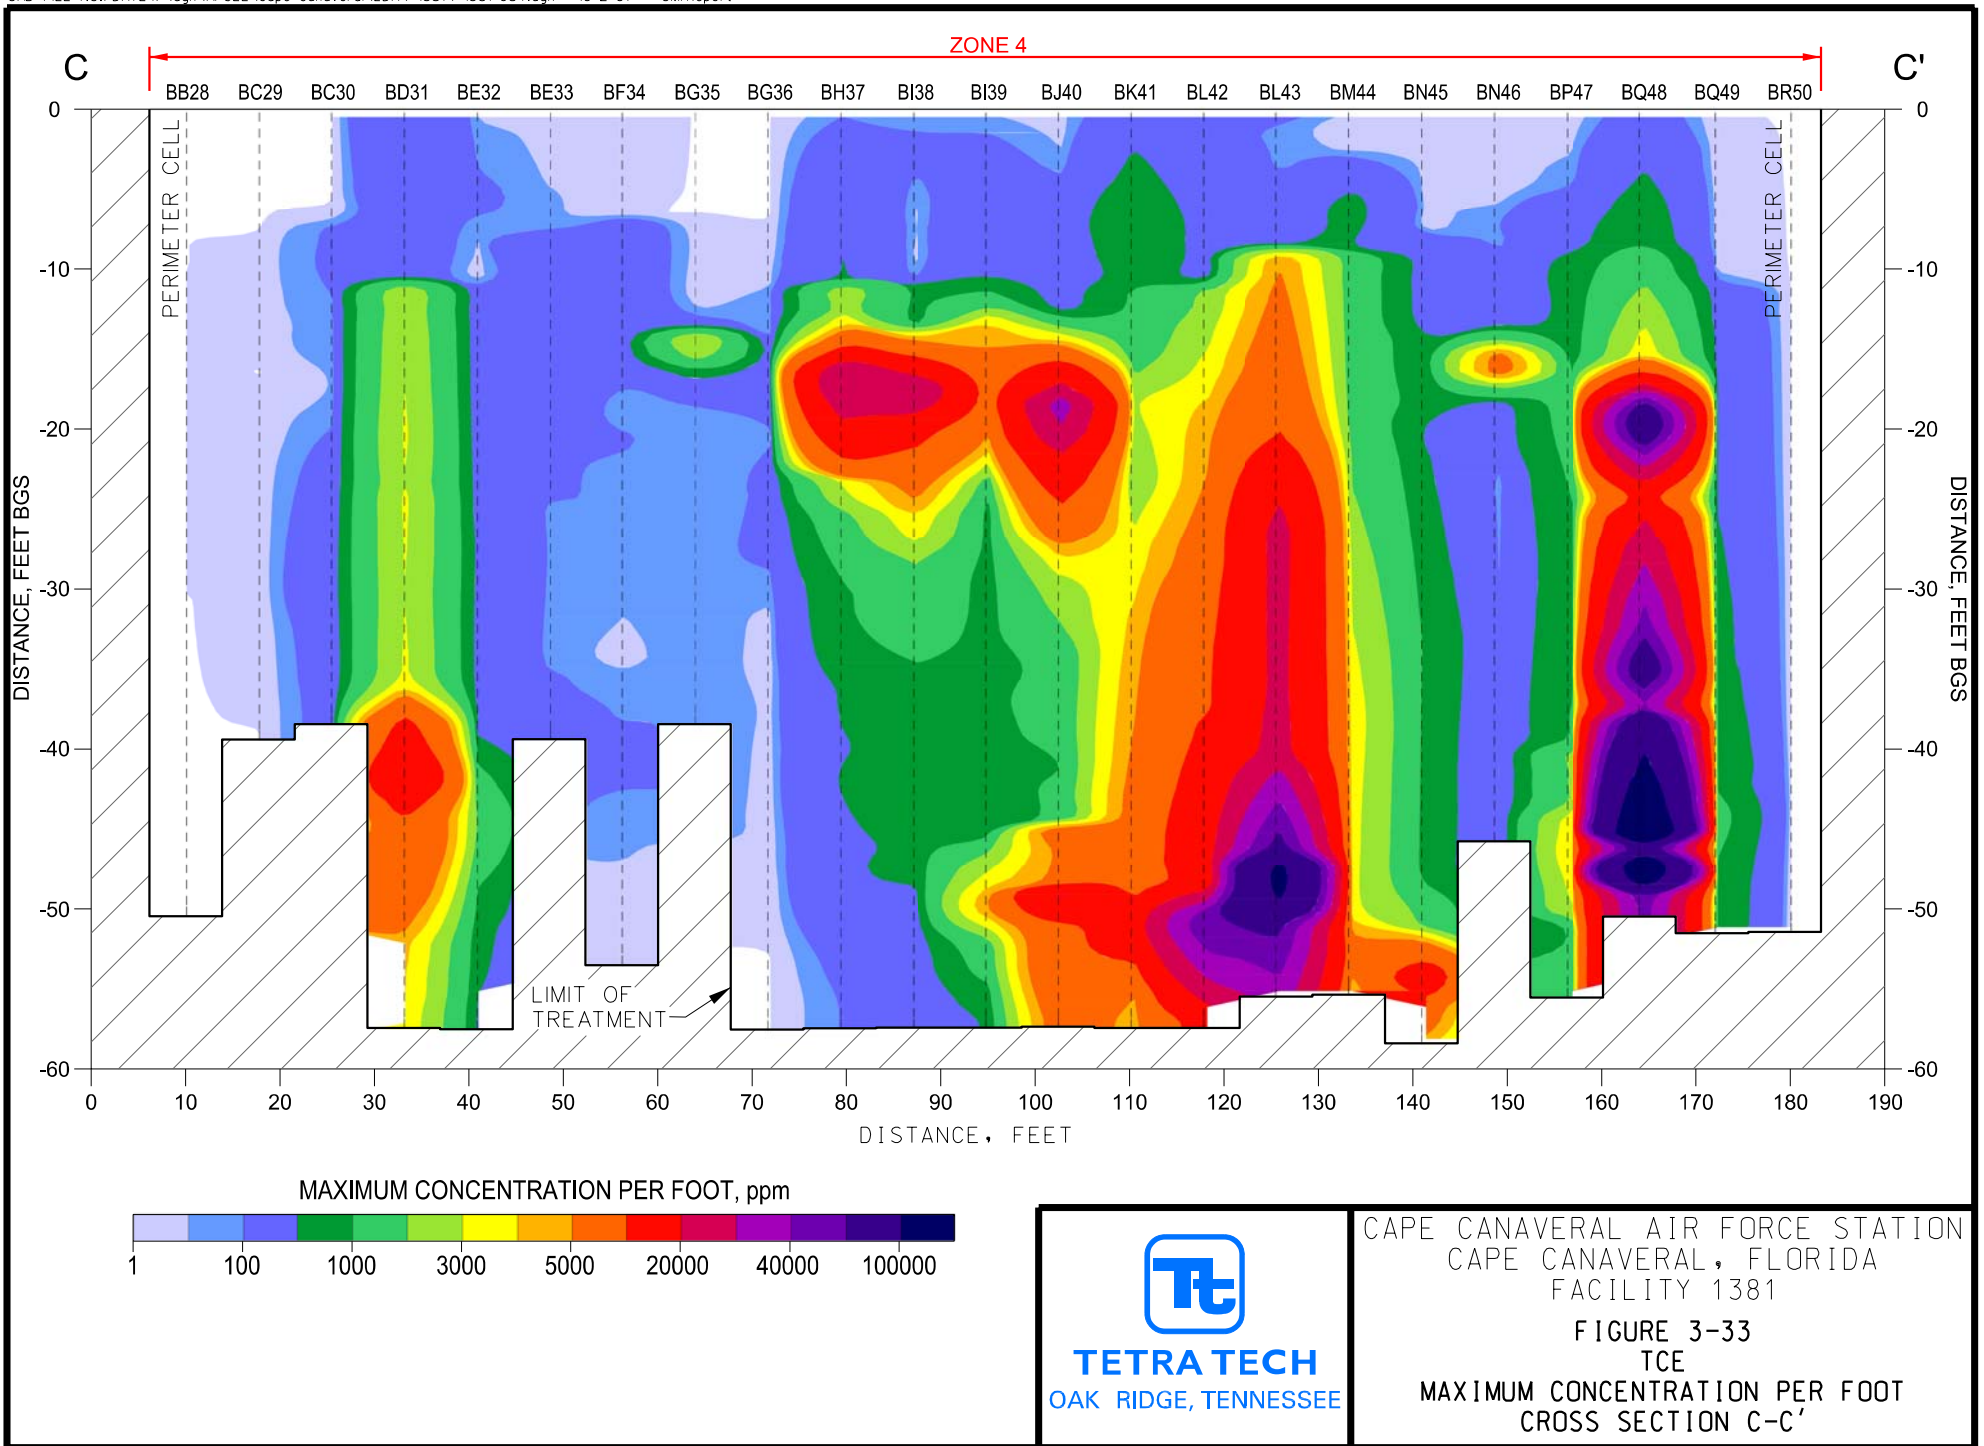 ZONE 4
C
C'
BB28 BC29 BC30 BD31 BE32 BE33 BF34 BG35 BG36 BH37 BI38 BI39 BJ40 BK41 BL42 BL43 BM44 BN45 BN46 BP47 BQ48 BQ49 BR50
PERIMETER CELL
PERIMETER CELL
0
-10
-20
-30
-40
-50
-60
DISTANCE, FEET BGS
0
-10
-20
-30
-40
-50
-60
DISTANCE, FEET BGS
LIMIT OF
TREATMENT
0 10 20 30 40 50 60 70 80 90 100 110 120 130 140 150 160 170 180 190
DISTANCE, FEET
MAXIMUM CONCENTRATION PER FOOT, ppm
1 100 1000 3000 5000 20000 40000 100000
Tt
TETRA TECH
OAK RIDGE, TENNESSEE
CAPE CANAVERAL AIR FORCE STATION
CAPE CANAVERAL, FLORIDA
FACILITY 1381
FIGURE 3-33
TCE
MAXIMUM CONCENTRATION PER FOOT
CROSS SECTION C-C'